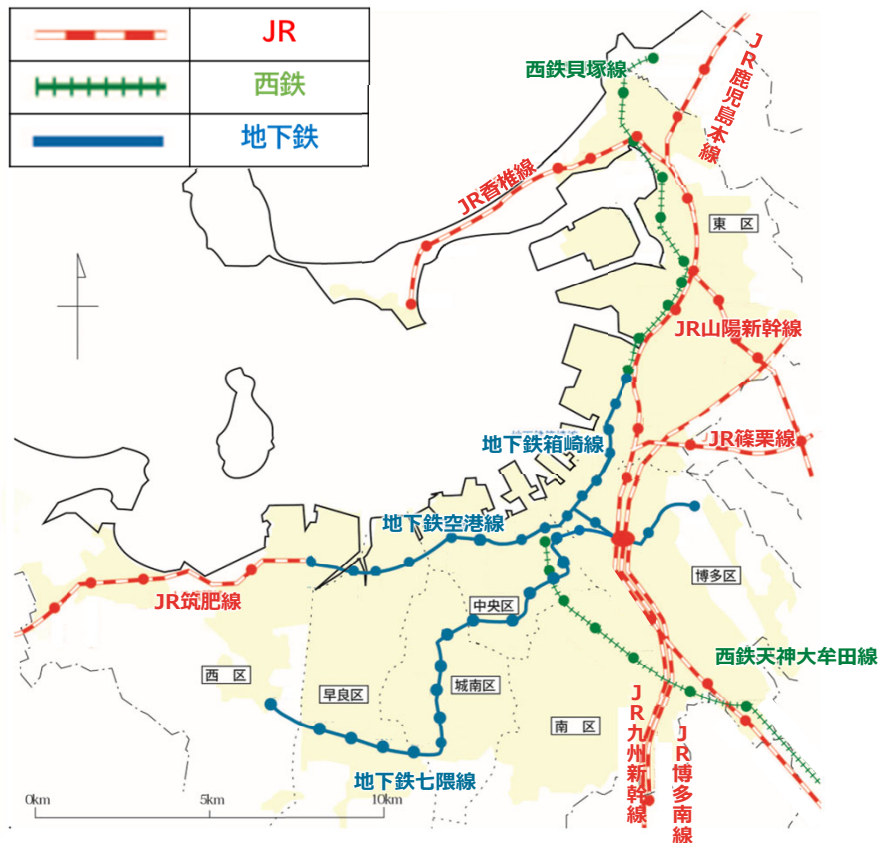 JR
西鉄
地下鉄
西鉄貝塚線
JR鹿児島本線
JR香椎線
東 区
JR山陽新幹線
JR篠栗線
地下鉄箱崎線
地下鉄空港線
博多区
JR筑肥線
中央区
西鉄天神大牟田線
西 区
早良区
城南区
南 区
JR九州新幹線
JR博多南線
地下鉄七隈線
0km
5km
10km